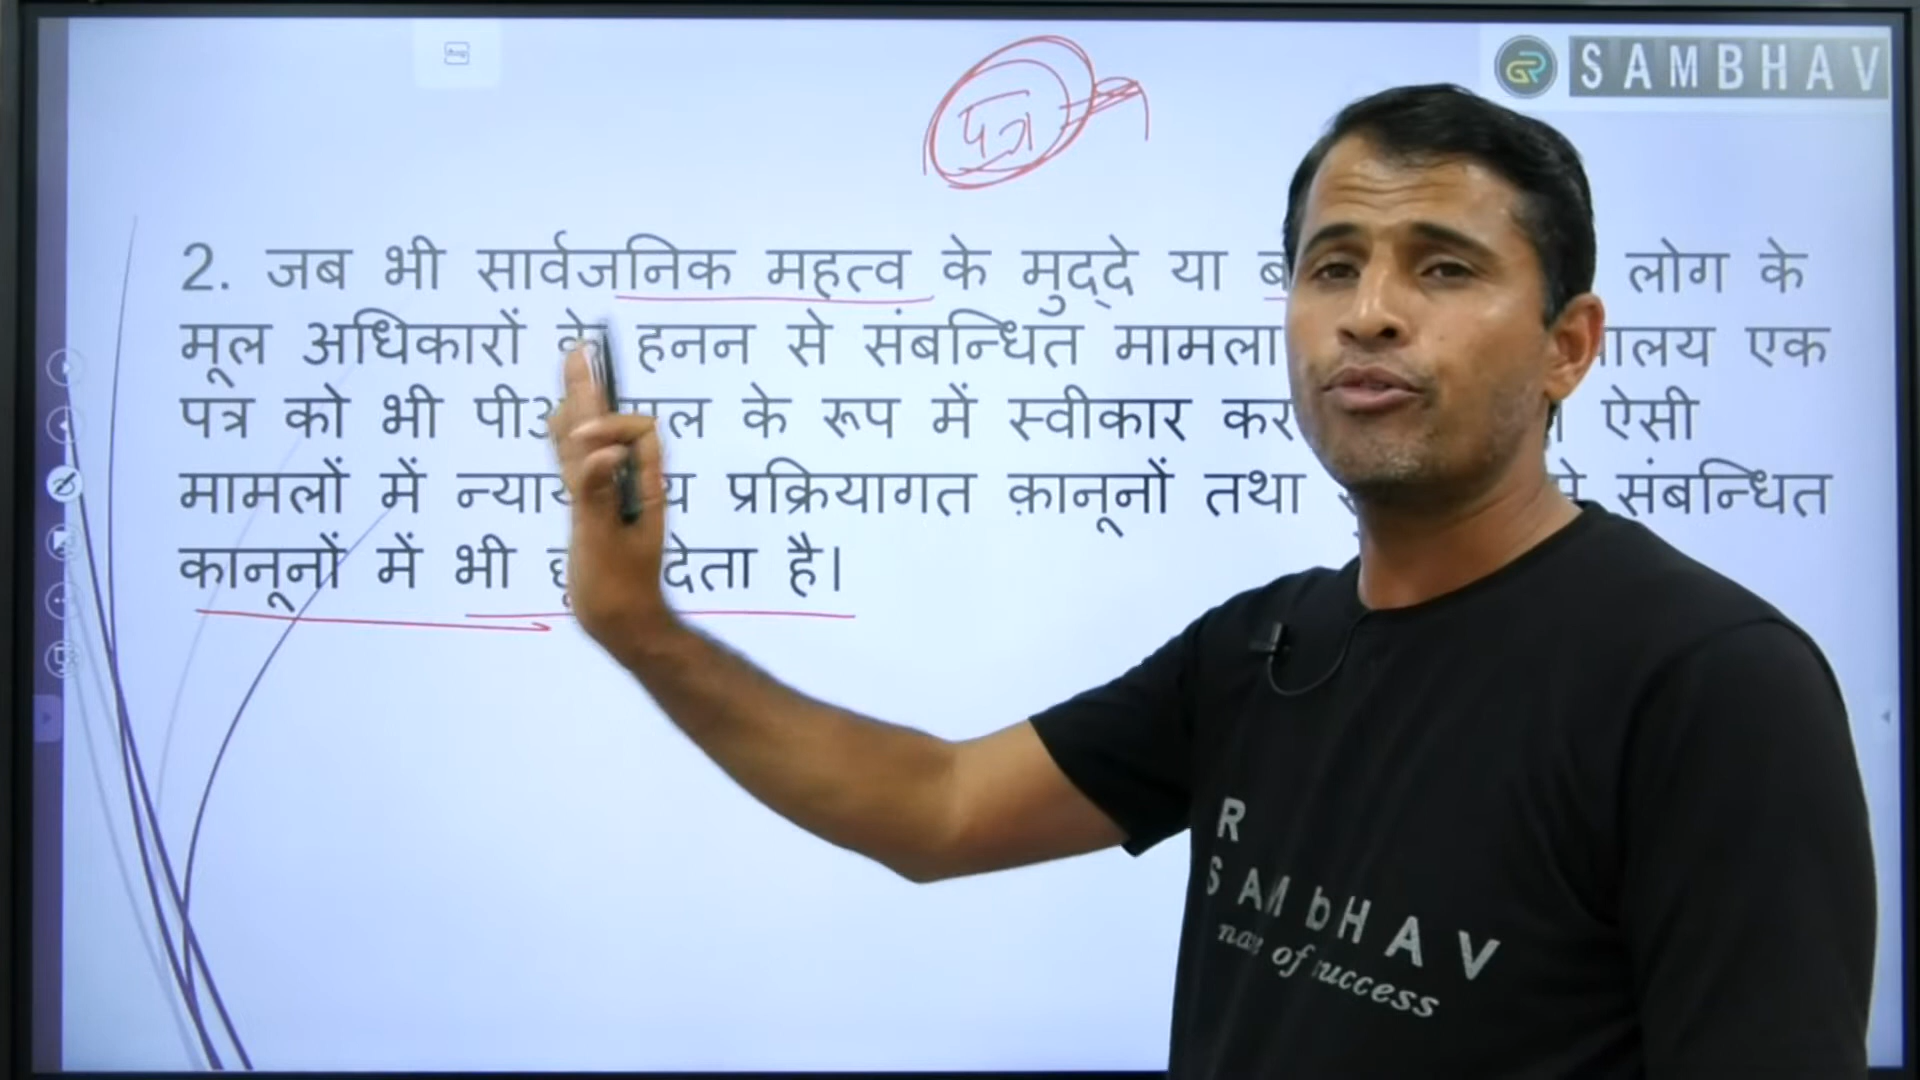 SAMBHAV
पत्र
2. जब भी सार्वजनिक महत्व के मुद्दे या लोग के
मूल अधिकारों के हनन से संबन्धित मामला एक
पत्र को भी के रूप में स्वीकार ऐसी
मामलों में प्रक्रियागत क़ानूनों तथा संबन्धित
कानूनों में भी देता है।
R
SAMbHAV
of success